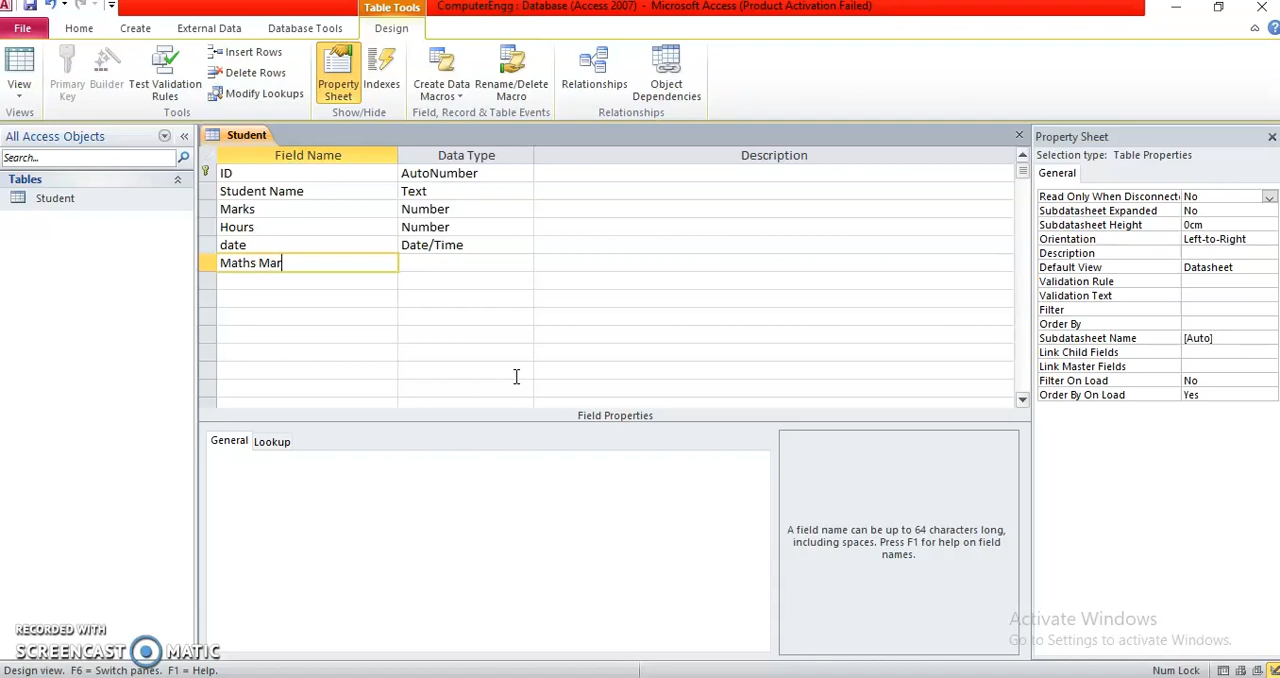 Table Tools
ComputerEngg : Database (Access 2007) - Microsoft Access (Product Activation Failed)
File Home Create External Data Database Tools Design
View
Primary Key
Builder
Test Validation Rules
Insert Rows
Delete Rows
Modify Lookups
Property Sheet
Indexes
Create Data Macros
Rename/Delete Macro
Relationships
Object Dependencies
Views
Tools
Show/Hide
Field, Record & Table Events
Relationships
All Access Objects
Search...
Tables
Student
Student
Field Name Data Type Description
ID AutoNumber
Student Name Text
Marks Number
Hours Number
date Date/Time
Maths Mar
Field Properties
General Lookup
A field name can be up to 64 characters long,
including spaces. Press F1 for help on field
names.
Property Sheet
Selection type: Table Properties
General
Read Only When Disconnect No
Subdatasheet Expanded No
Subdatasheet Height 0cm
Orientation Left-to-Right
Description
Default View Datasheet
Validation Rule
Validation Text
Filter
Order By
Subdatasheet Name [Auto]
Link Child Fields
Link Master Fields
Filter On Load No
Order By On Load Yes
Activate Windows
Go to Settings to activate Windows.
RECORDED WITH
SCREENCAST MATIC
Design view. F6 = Switch panes. F1 = Help.
Num Lock